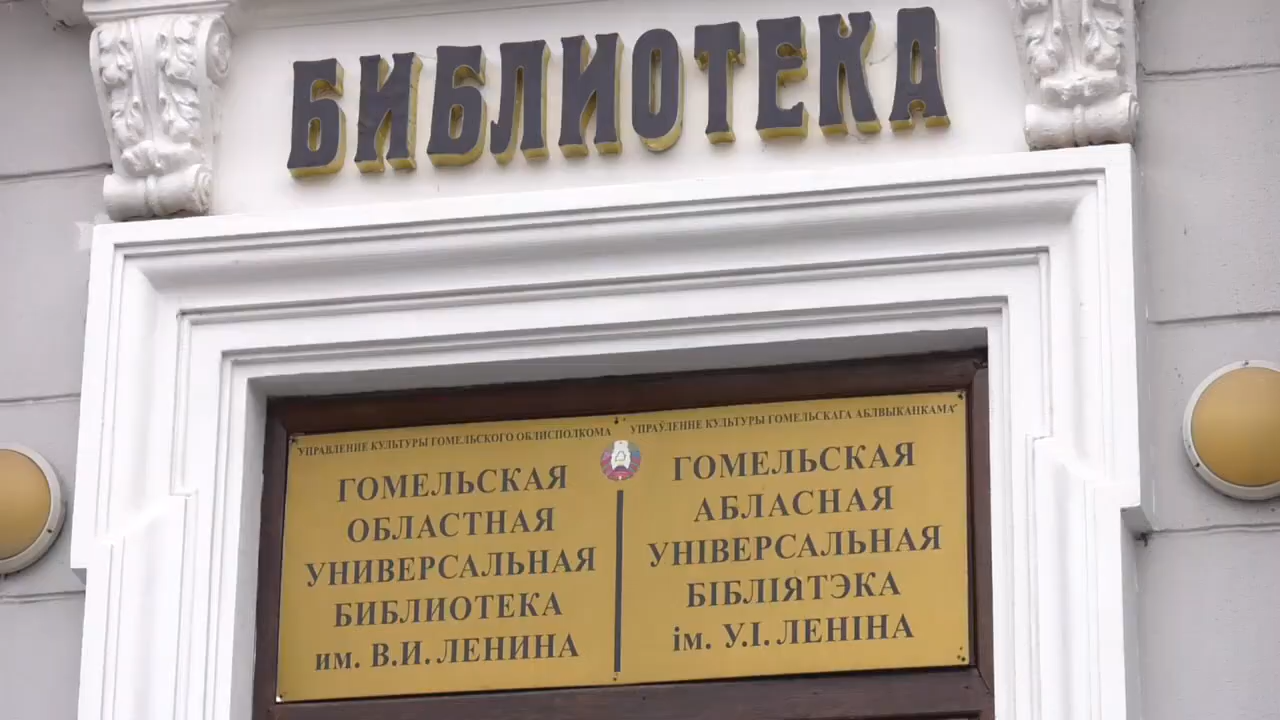 БИБЛИОТЕКА
УПРАВЛЕНИЕ КУЛЬТУРЫ ГОМЕЛЬСКОГО ОБЛИСПОЛКОМА
ГОМЕЛЬСКАЯ
ОБЛАСТНАЯ
УНИВЕРСАЛЬНАЯ
БИБЛИОТЕКА
им. В.И. ЛЕНИНА
УПРАЎЛЕННЕ КУЛЬТУРЫ ГОМЕЛЬСКАГА АБЛВЫКАНКАМА
ГОМЕЛЬСКАЯ
АБЛАСНАЯ
УНІВЕРСАЛЬНАЯ
БІБЛІЯТЭКА
ім. У.І. ЛЕНІНА